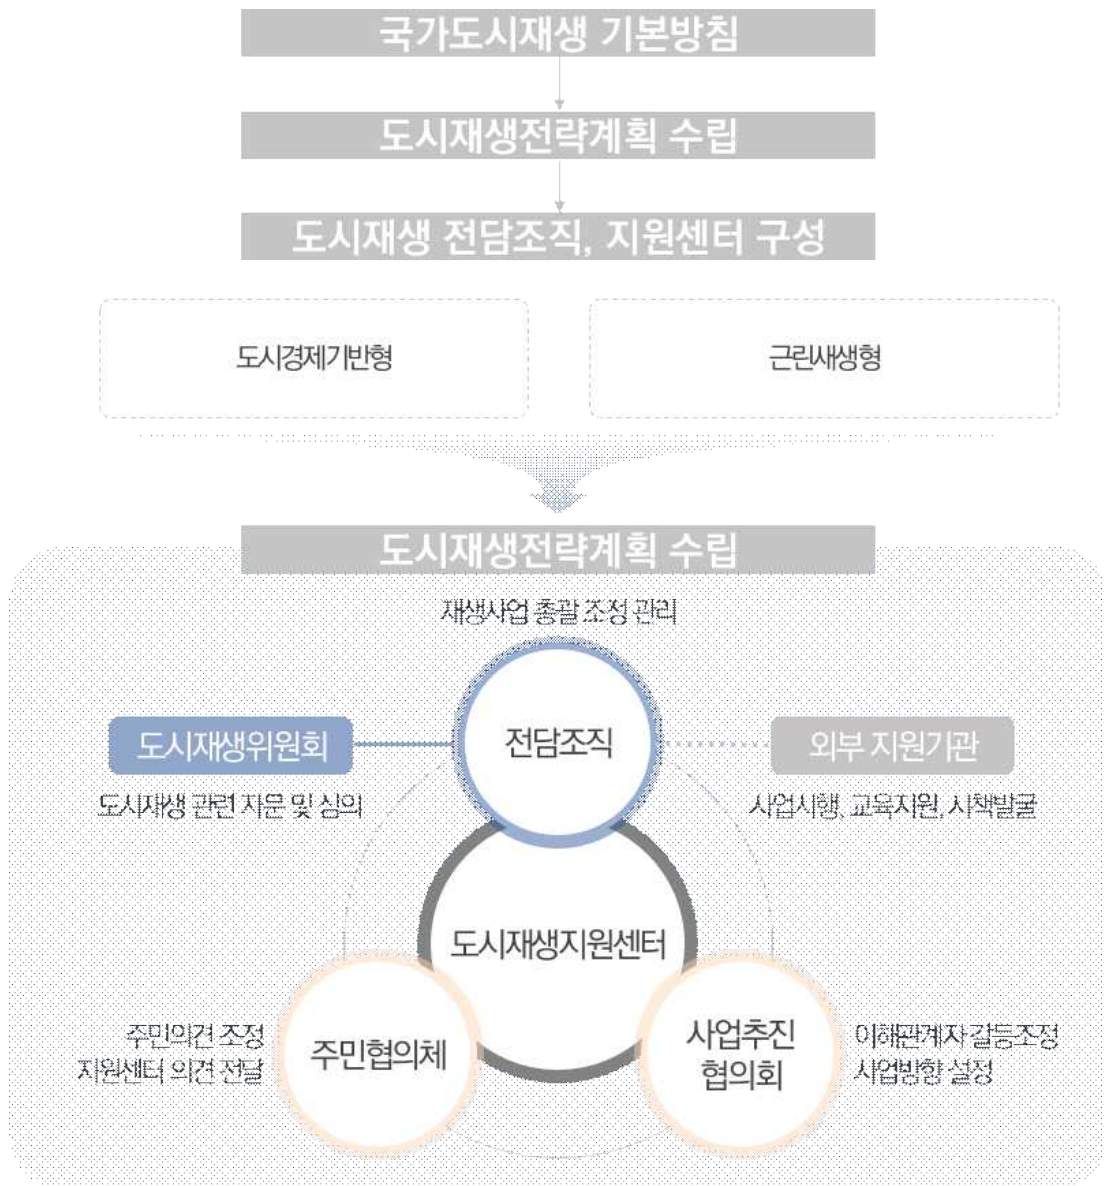 국가도시재생 기본방침
도시재생전략계획 수립
도시재생 전담조직, 지원센터 구성
도시경제기반형
근린재생형
도시재생전략계획 수립
재생사업 총괄 조정 관리
전담조직
도시재생위원회
외부 지원기관
도시재생 관련 자문 및 심의
사업시행, 교육지원, 시책발굴
도시재생지원센터
주민의견 조정
지원센터 의견 전달
주민협의체
사업추진
협의회
이해관계자 갈등조정
사업방향 설정